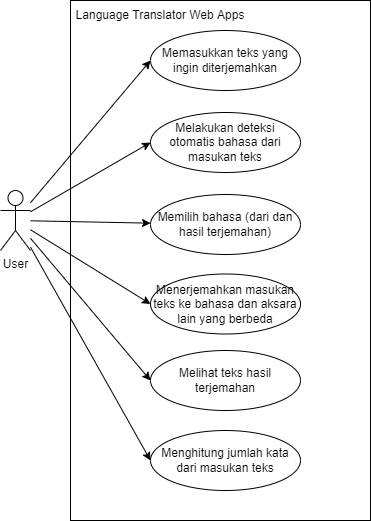 Language Translator Web Apps
Memasukkan teks yang
ingin diterjemahkan
Melakukan deteksi
otomatis bahasa dari
masukan teks
Memilih bahasa (dari dan
hasil terjemahan)
User
Menerjemahkan masukan
teks ke bahasa dan aksara
lain yang berbeda
Melihat teks hasil
terjemahan
Menghitung jumlah kata
dari masukan teks